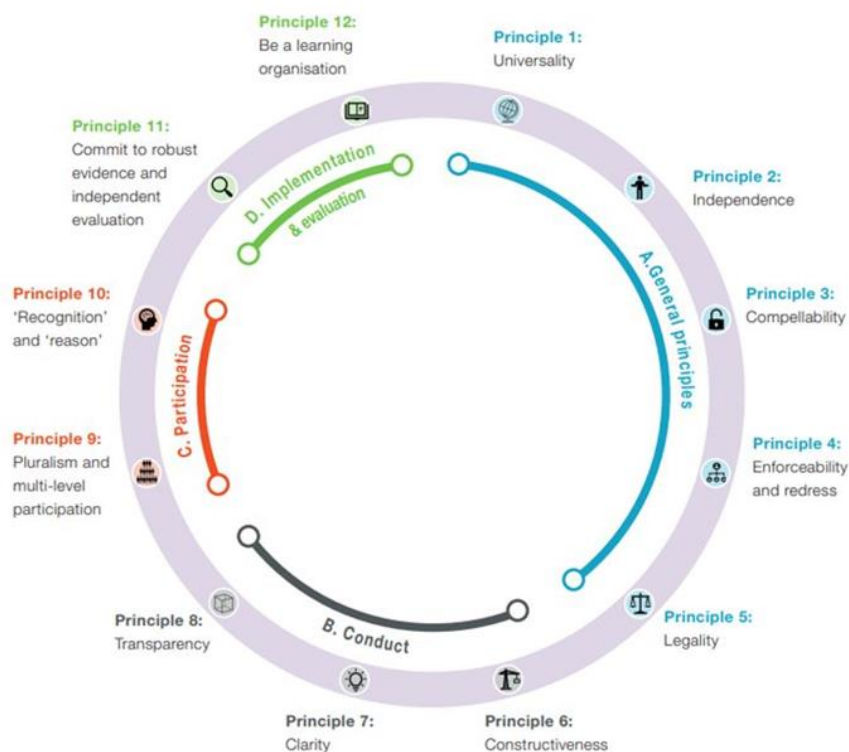 Principle 1:
Universality
Principle 2:
Independence
Principle 3:
Compellability
Principle 4:
Enforceability
and redress
Principle 5:
Legality
Principle 6:
Constructiveness
Principle 7:
Clarity
Principle 8:
Transparency
Principle 9:
Pluralism and
multi-level
participation
Principle 10:
‘Recognition’
and ‘reason’
Principle 11:
Commit to robust
evidence and
independent
evaluation
Principle 12:
Be a learning
organisation
A.General principles
B. Conduct
C. Participation
D. Implementation
& evaluation